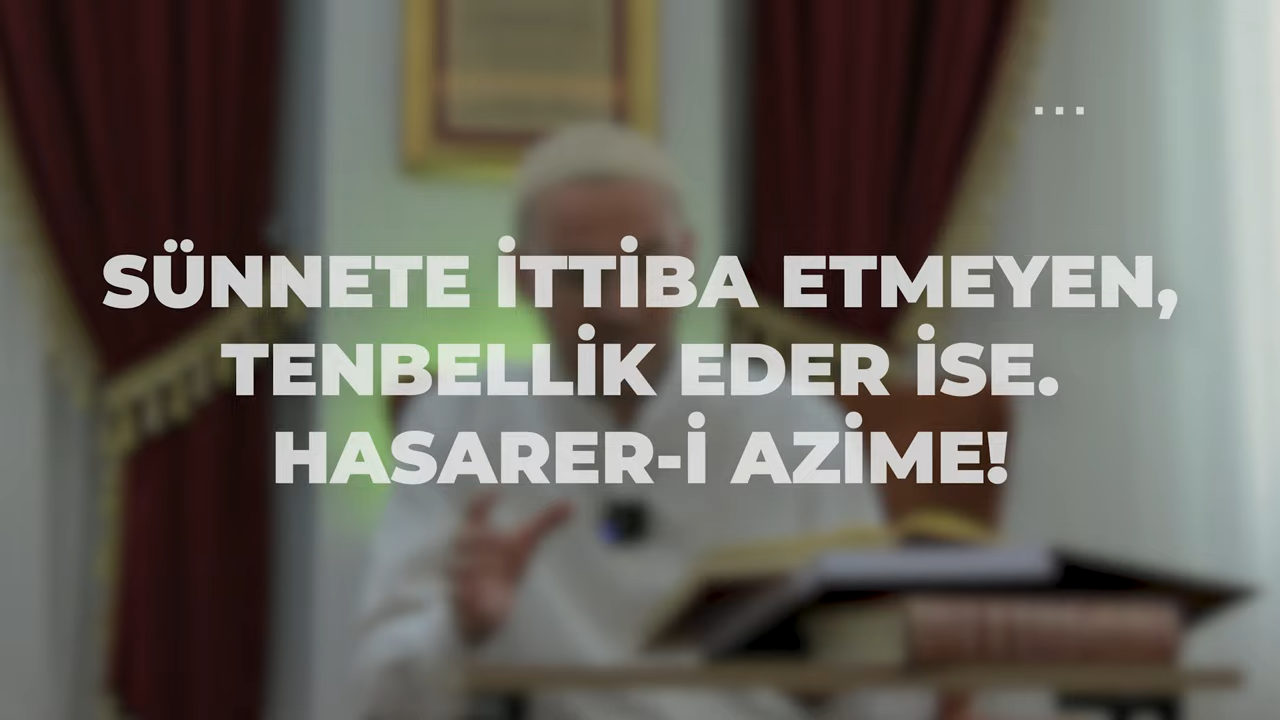 ...
SÜNNETE İTTİBA ETMEYEN,
TENBELLİK EDER İSE.
HASARER-İ AZİME!